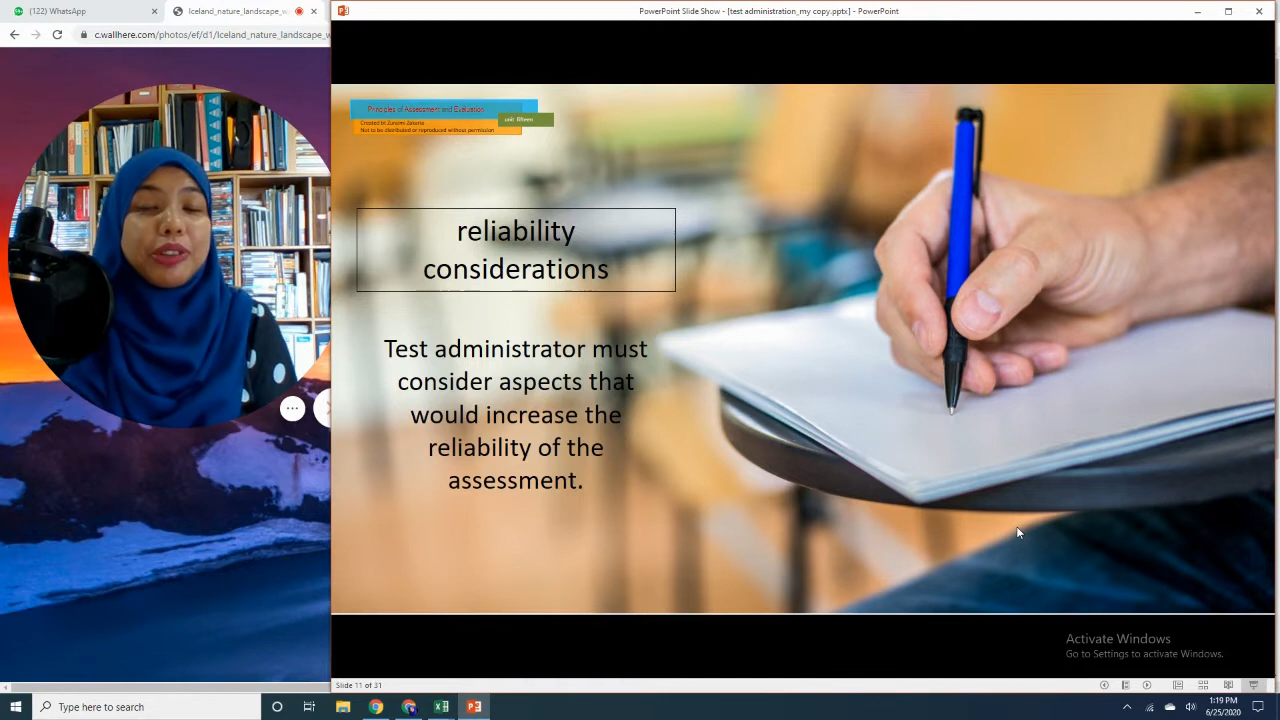 (122) WhatsApp
Iceland_nature_landscape_w
PowerPoint Slide Show - [test administration_my copy.pptx] - PowerPoint
c.wallhere.com/photos/ef/d1/Iceland_nature_landscape_w
Principles of Assessment and Evaluation
unit: fifteen
Created by Zuraimi Zakaria
Not to be distributed or reproduced without permission
reliability
considerations
Test administrator must
consider aspects that
would increase the
reliability of the
assessment.
Activate Windows
Go to Settings to activate Windows.
Slide 11 of 31
Type here to search
1:19 PM
6/25/2020